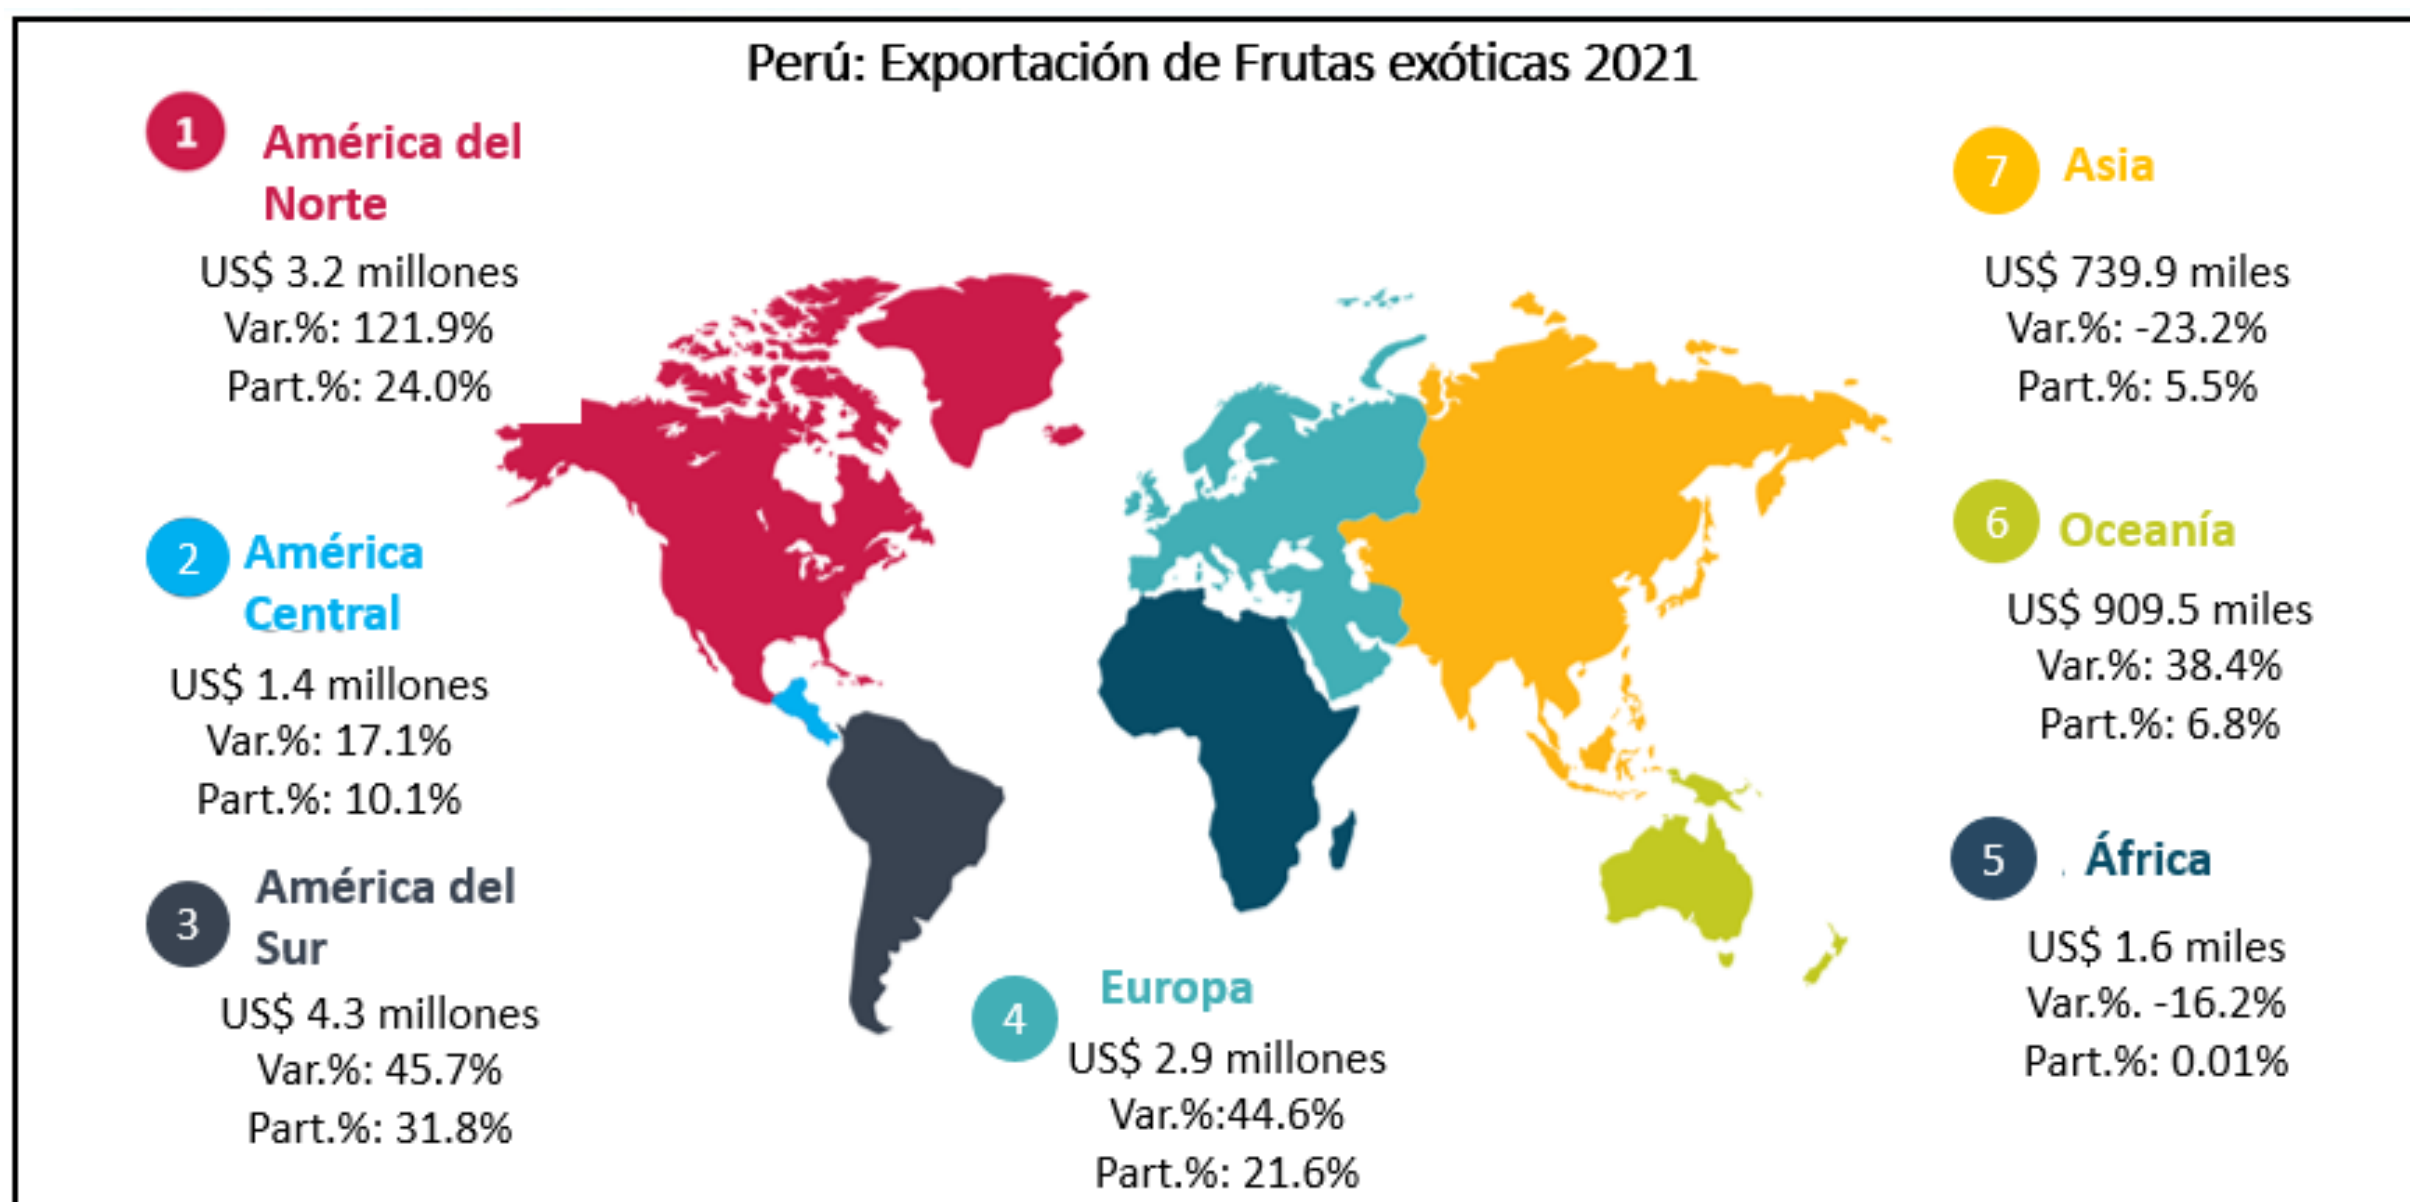 Perú: Exportación de Frutas exóticas 2021
1
América del
Norte
US$ 3.2 millones
Var.%: 121.9%
Part.%: 24.0%
2
América
Central
US$ 1.4 millones
Var.%: 17.1%
Part.%: 10.1%
3
América del
Sur
US$ 4.3 millones
Var.%: 45.7%
Part.%: 31.8%
4
Europa
US$ 2.9 millones
Var.%:44.6%
Part.%: 21.6%
7
Asia
US$ 739.9 miles
Var.%: -23.2%
Part.%: 5.5%
6
Oceanía
US$ 909.5 miles
Var.%: 38.4%
Part.%: 6.8%
5
. África
US$ 1.6 miles
Var.%. -16.2%
Part.%: 0.01%